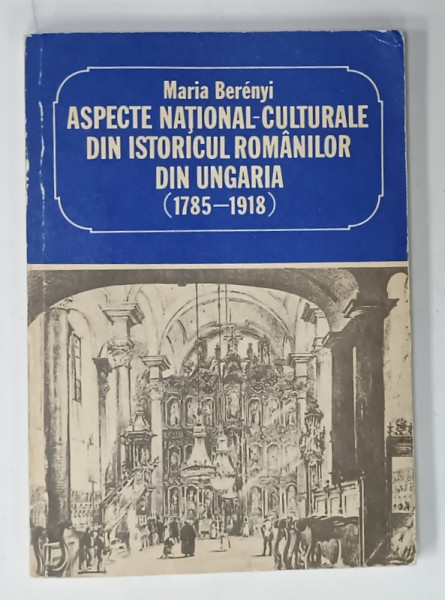 Maria Berényi
ASPECTE NAȚIONAL-CULTURALE
DIN ISTORICUL ROMÂNILOR
DIN UNGARIA
(1785—1918)